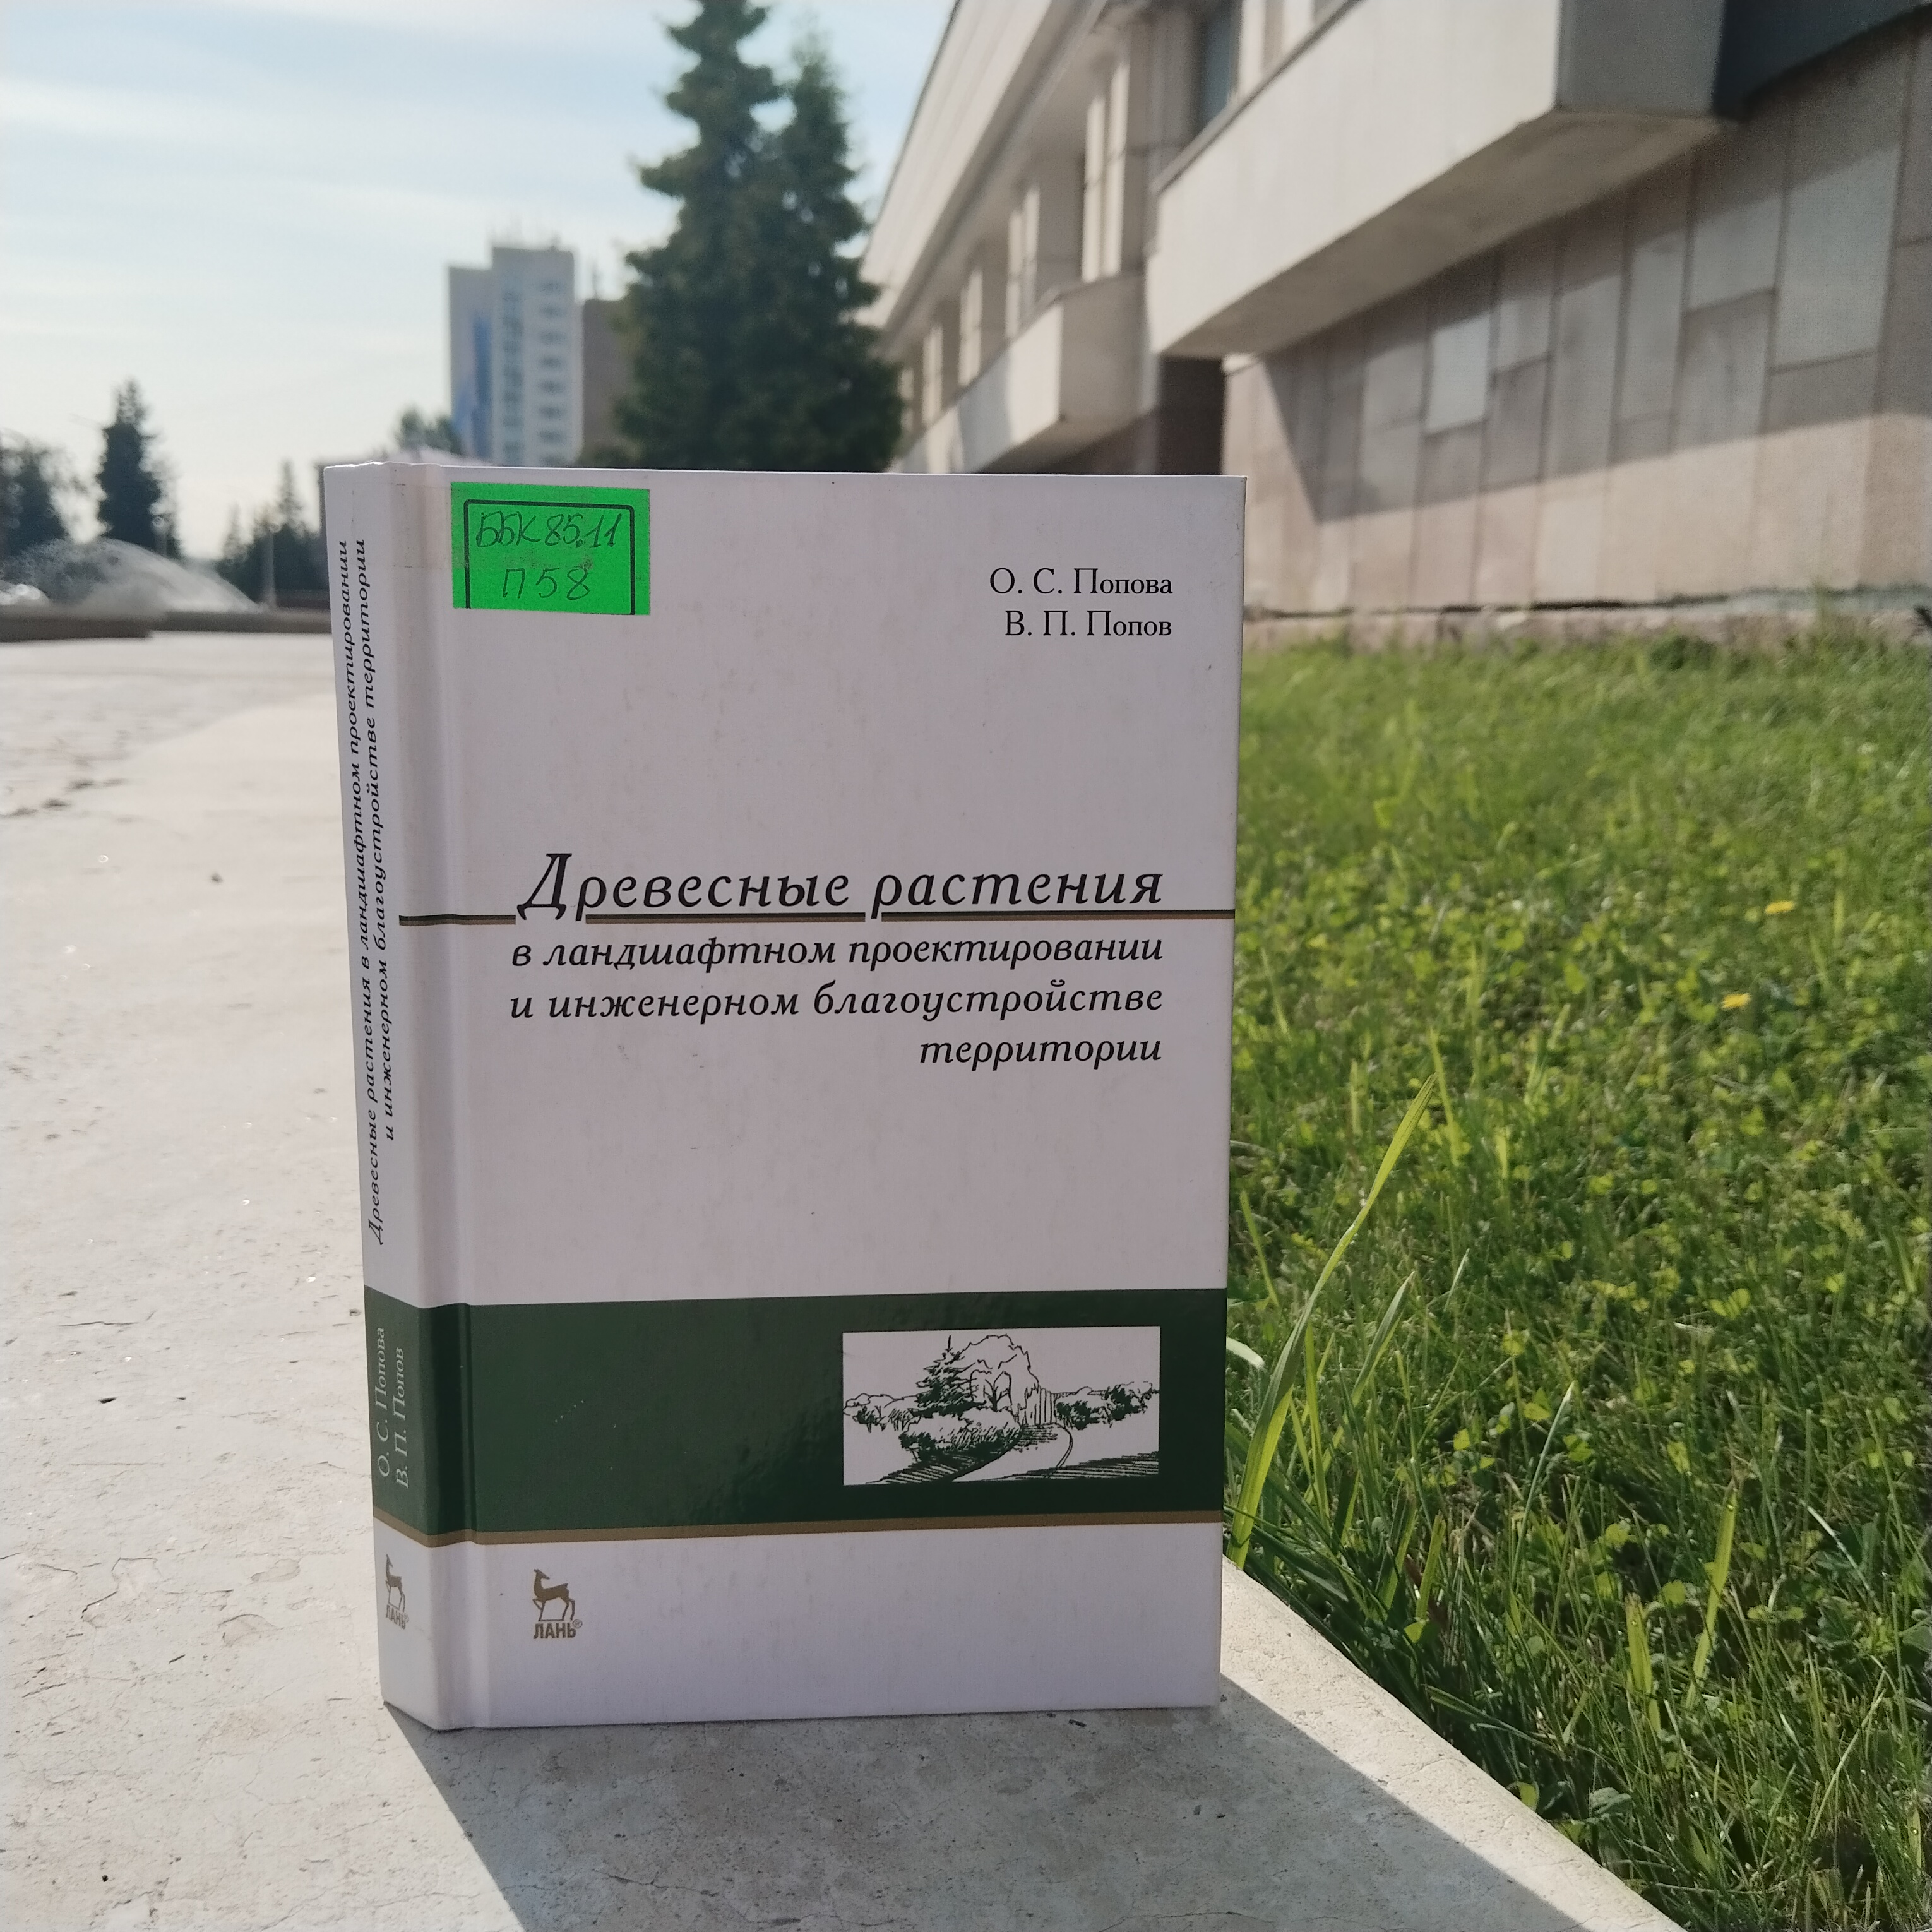 ББК 85.11
П 58
О. С. Попова
В. П. Попов
Древесные растения
в ландшафтном проектировании
и инженерном благоустройстве
территории
ЛАНЬ®
Древесные растения в ландшафтном проектировании
и инженерном благоустройстве территории
О. С. Попова
В. П. Попов
ЛАНЬ®